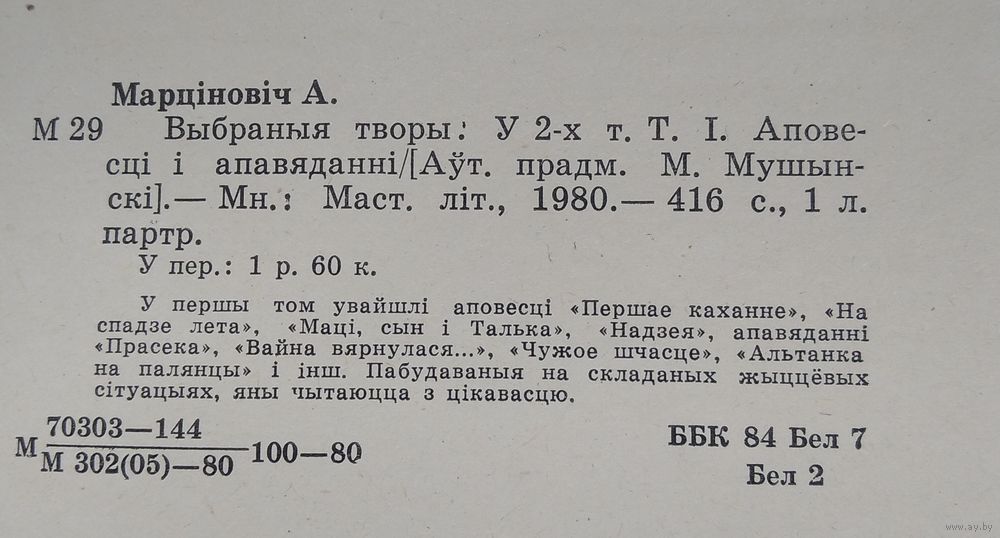 Марціновіч А.
М 29 Выбраныя творы: У 2-х т. Т. І. Апове-
сці і апавяданні/[Аўт. прадм. М. Мушын-
скі].— Мн.: Маст. літ., 1980.— 416 с., 1 л.
партр.
У пер.: 1 р. 60 к.
У першы том увайшлі аповесці «Першае каханне», «На
спадзе лета», «Маці, сын і Талька», «Надзея», апавяданні
«Прасека», «Вайна вярнулася...», «Чужое шчасце», «Альтанка
на палянцы» і інш. Пабудаваныя на складаных жыццёвых
сітуацыях, яны чытаюцца з цікавасцю.
М 70303—144
М 302(05)—80 100—80
ББК 84 Бел 7
Бел 2
www.ay.by